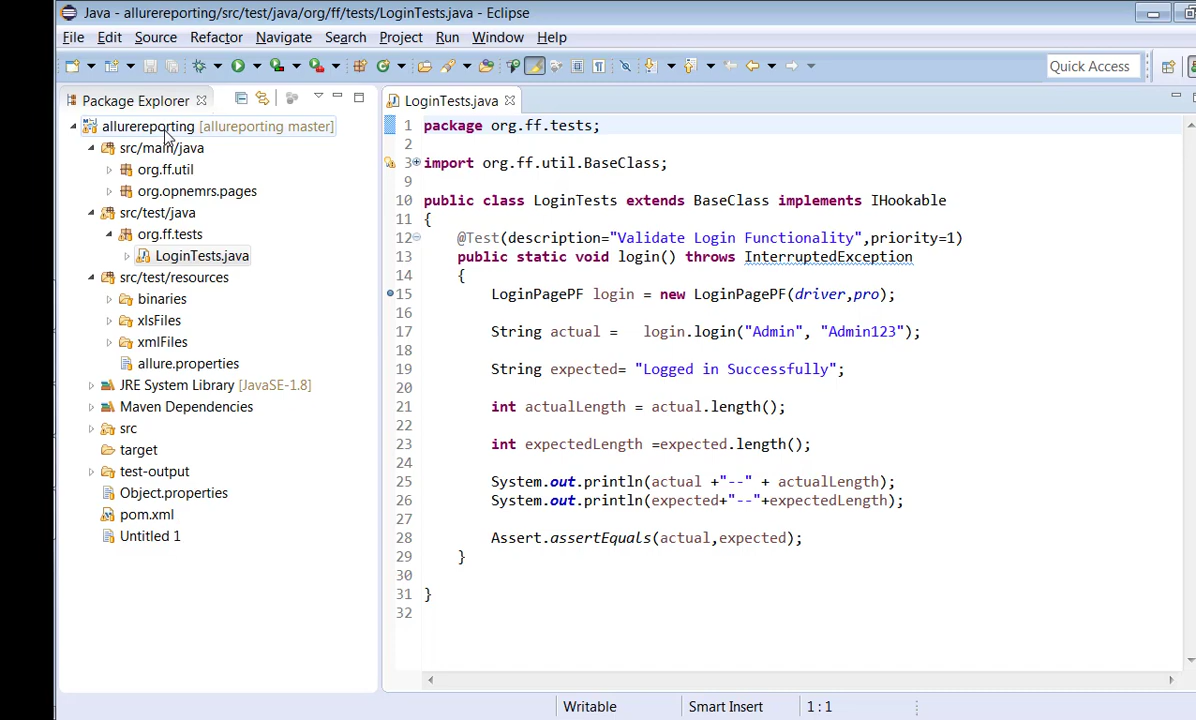 Java - allurereporting/src/test/java/org/ff/tests/LoginTests.java - Eclipse
File Edit Source Refactor Navigate Search Project Run Window Help
Quick Access
Package Explorer
allurereporting [allureporting master]
src/main/java
org.ff.util
org.opnemrs.pages
src/test/java
org.ff.tests
LoginTests.java
src/test/resources
binaries
xlsFiles
xmlFiles
allure.properties
JRE System Library [JavaSE-1.8]
Maven Dependencies
src
target
test-output
Object.properties
pom.xml
Untitled 1
LoginTests.java
1 package org.ff.tests;
2
3 import org.ff.util.BaseClass;
9
10 public class LoginTests extends BaseClass implements IHookable
11 {
12 @Test(description="Validate Login Functionality",priority=1)
13 public static void login() throws InterruptedException
14 {
15 LoginPagePF login = new LoginPagePF(driver,pro);
16
17 String actual = login.login("Admin", "Admin123");
18
19 String expected= "Logged in Successfully";
20
21 int actualLength = actual.length();
22
23 int expectedLength =expected.length();
24
25 System.out.println(actual +"--" + actualLength);
26 System.out.println(expected+"--"+expectedLength);
27
28 Assert.assertEquals(actual,expected);
29 }
30
31 }
32
Writable Smart Insert 1 : 1